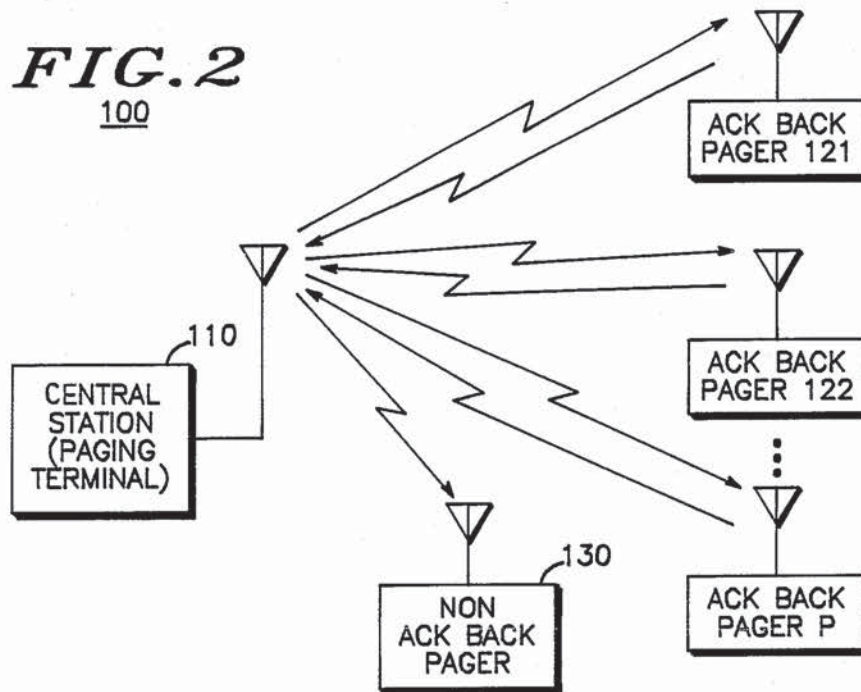 FIG.2
100
ACK BACK
PAGER 121
110
CENTRAL
STATION
(PAGING
TERMINAL)
ACK BACK
PAGER 122
130
NON
ACK BACK
PAGER
ACK BACK
PAGER P